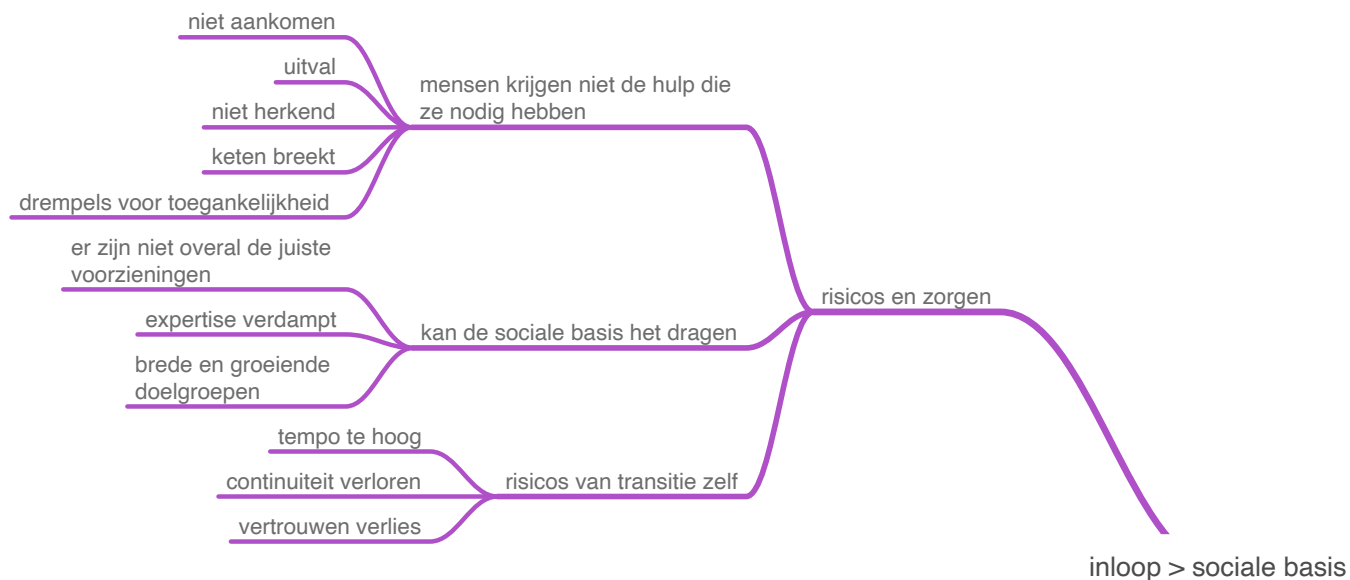 niet aankomen
uitval
niet herkend
keten breekt
drempels voor toegankelijkheid
mensen krijgen niet de hulp die
ze nodig hebben
er zijn niet overal de juiste
voorzieningen
expertise verdampt
brede en groeiende
doelgroepen
kan de sociale basis het dragen
tempo te hoog
continuiteit verloren
vertrouwen verlies
risicos van transitie zelf
risicos en zorgen
inloop > sociale basis